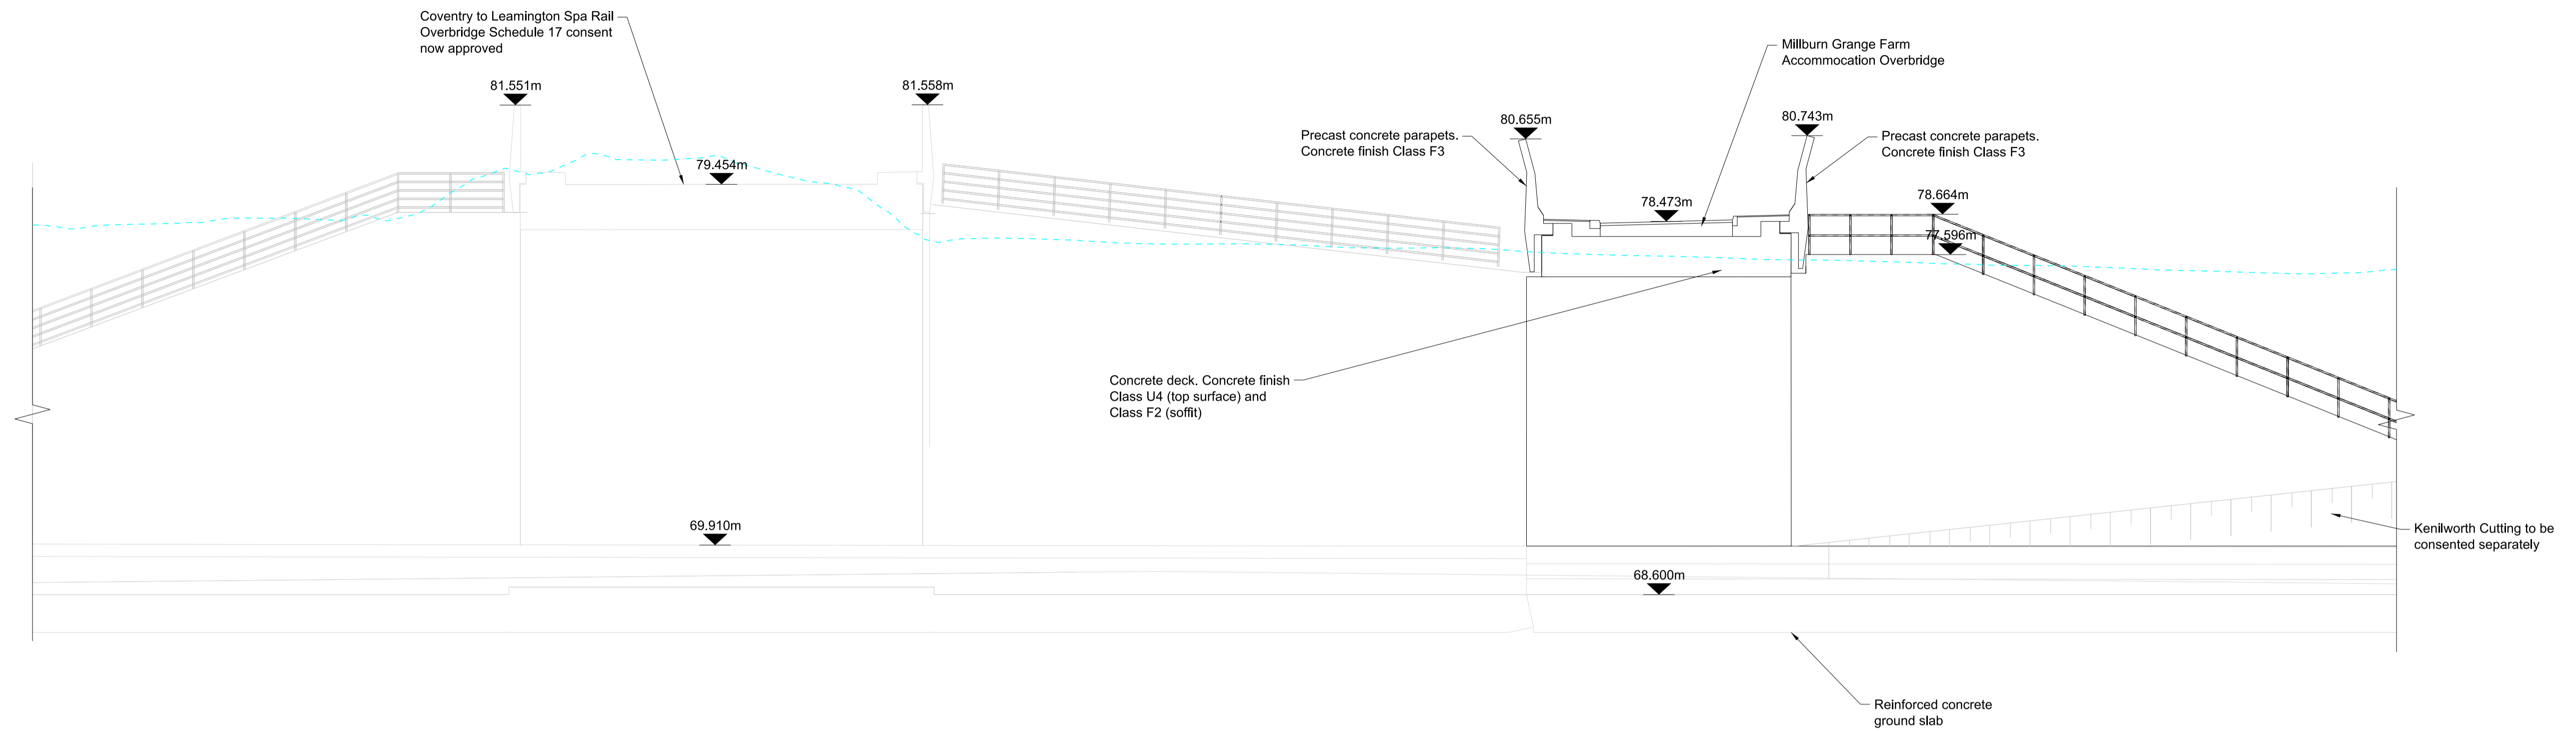 Coventry to Leamington Spa Rail
Overbridge Schedule 17 consent
now approved
81.551m
81.558m
79.454m
Millburn Grange Farm
Accommocation Overbridge
80.655m
80.743m
Precast concrete parapets.
Concrete finish Class F3
Precast concrete parapets.
Concrete finish Class F3
78.473m
78.664m
77.596m
Concrete deck. Concrete finish
Class U4 (top surface) and
Class F2 (soffit)
69.910m
68.600m
Kenilworth Cutting to be
consented separately
Reinforced concrete
ground slab